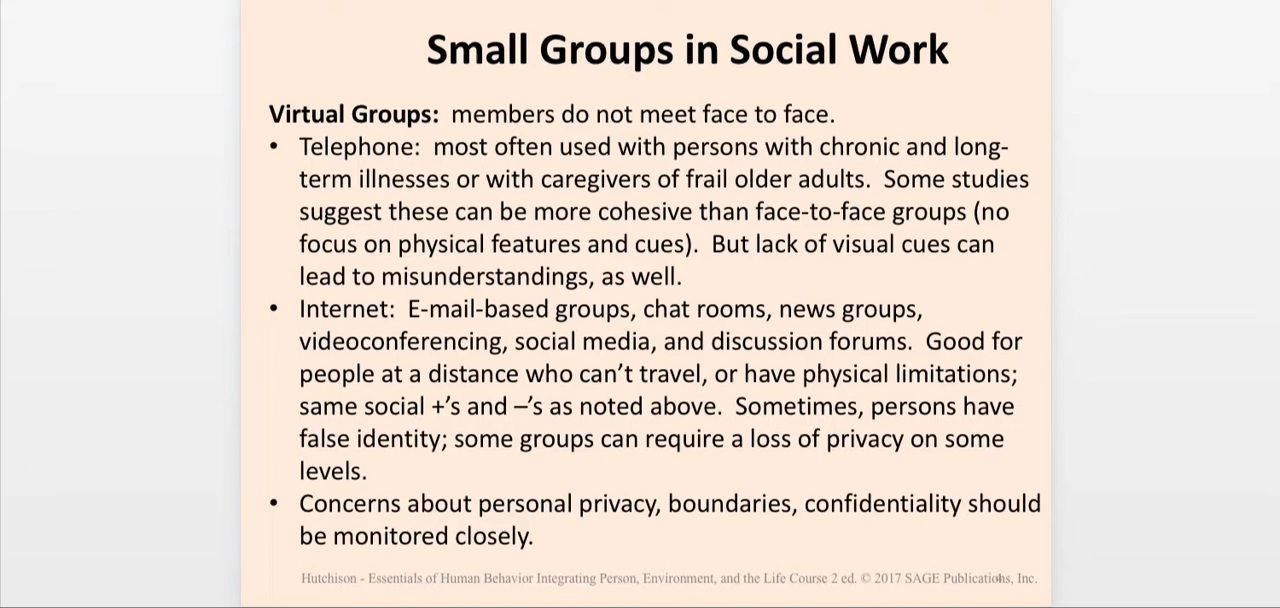 Small Groups in Social Work
Virtual Groups:  members do not meet face to face.
• Telephone:  most often used with persons with chronic and long-
term illnesses or with caregivers of frail older adults.  Some studies
suggest these can be more cohesive than face-to-face groups (no
focus on physical features and cues).  But lack of visual cues can
lead to misunderstandings, as well.
• Internet:  E-mail-based groups, chat rooms, news groups,
videoconferencing, social media, and discussion forums.  Good for
people at a distance who can’t travel, or have physical limitations;
same social +’s and –’s as noted above.  Sometimes, persons have
false identity; some groups can require a loss of privacy on some
levels.
• Concerns about personal privacy, boundaries, confidentiality should
be monitored closely.
Hutchison - Essentials of Human Behavior Integrating Person, Environment, and the Life Course 2 ed. © 2017 SAGE Publications, Inc.